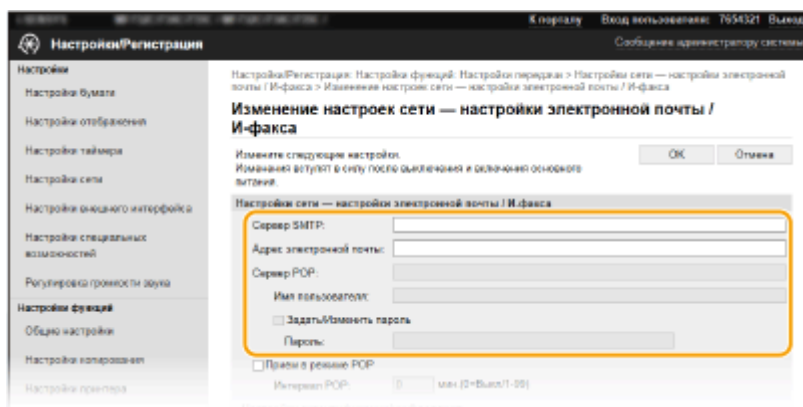 К порталу Вход пользователя: 7654321 Выход
Настройки/Регистрация
Сообщение администратору системы
Настройки
Настройки бумаги
Настройки отображения
Настройки таймера
Настройки сети
Настройки внешнего интерфейса
Настройки специальных
возможностей
Регулировка громкости звука
Настройки функций
Общие настройки
Настройки копирования
Настройки принтера
Настройки/Регистрация: Настройки функций: Настройки передачи > Настройки сети — настройки электронной
почты / И-факса > Изменение настроек сети — настройки электронной почты / И-факса
Изменение настроек сети — настройки электронной почты /
И-факса
Измените следующие настройки.
Изменения вступят в силу после выключения и включения основного
питания.
OK Отмена
Настройки сети — настройки электронной почты / И-факса
Сервер SMTP:
Адрес электронной почты:
Сервер POP:
Имя пользователя:
Задать/Изменить пароль
Пароль:
Прием в режиме POP
Интервал POP: 0 мин.(0=Выкл/1-99)